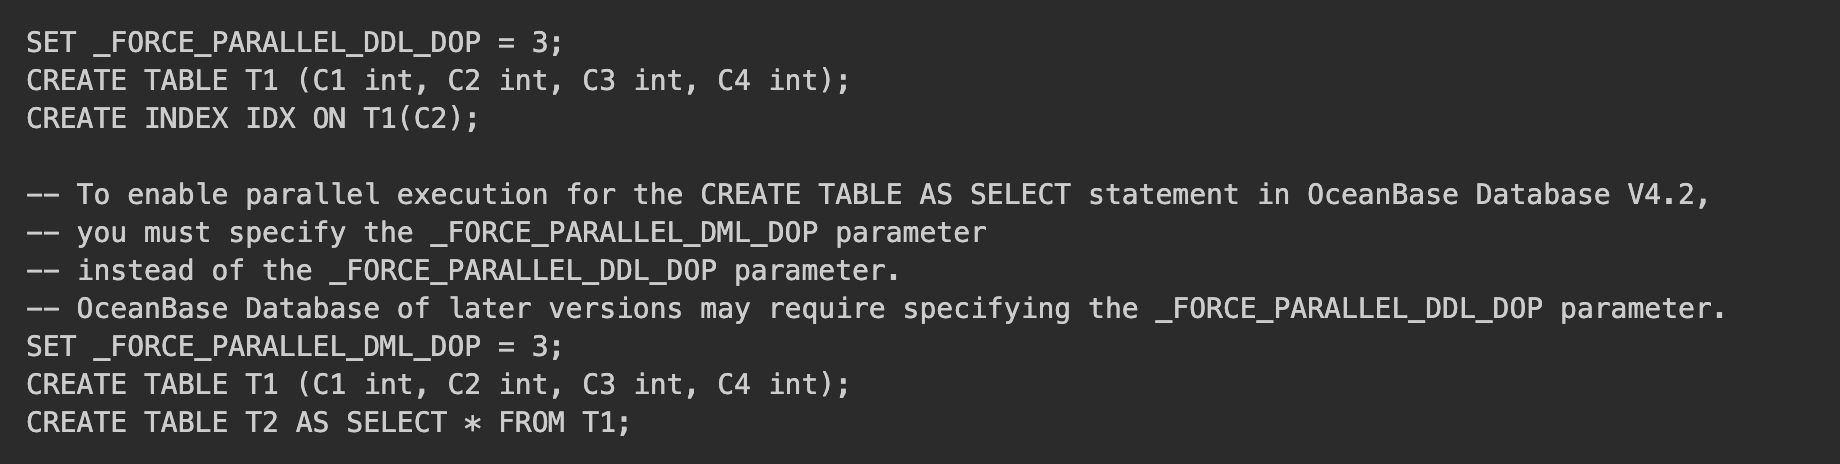 SET _FORCE_PARALLEL_DDL_DOP = 3;
CREATE TABLE T1 (C1 int, C2 int, C3 int, C4 int);
CREATE INDEX IDX ON T1(C2);

-- To enable parallel execution for the CREATE TABLE AS SELECT statement in OceanBase Database V4.2,
-- you must specify the _FORCE_PARALLEL_DML_DOP parameter
-- instead of the _FORCE_PARALLEL_DDL_DOP parameter.
-- OceanBase Database of later versions may require specifying the _FORCE_PARALLEL_DDL_DOP parameter.
SET _FORCE_PARALLEL_DML_DOP = 3;
CREATE TABLE T1 (C1 int, C2 int, C3 int, C4 int);
CREATE TABLE T2 AS SELECT * FROM T1;